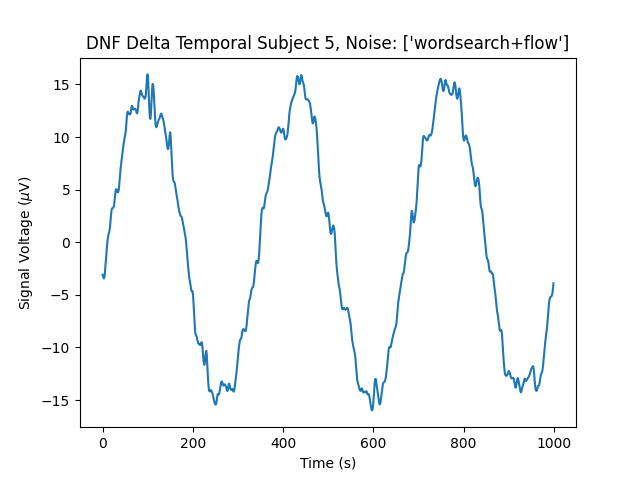 DNF Delta Temporal Subject 5, Noise: ['wordsearch+flow']
15
10
5
0
−5
−10
−15
Signal Voltage (μV)
0 200 400 600 800 1000
Time (s)